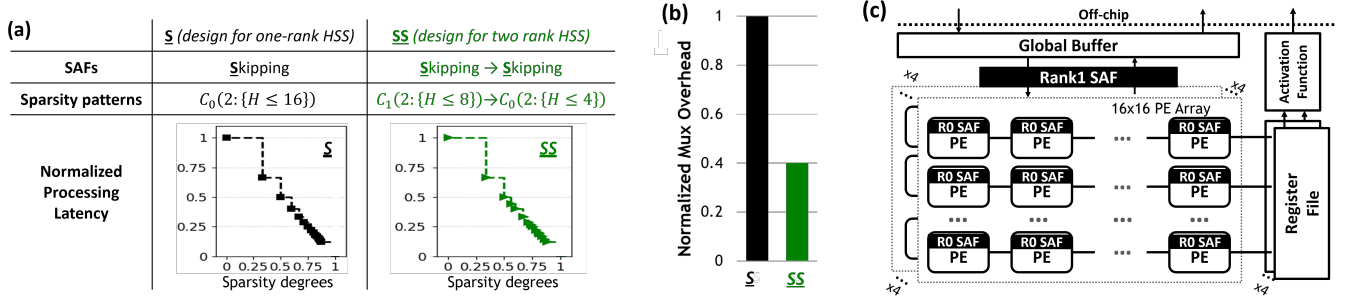 (a)
S (design for one-rank HSS)
SS (design for two rank HSS)
SAFs
Skipping
Skipping → Skipping
Sparsity patterns
C₀(2:{H ≤ 16})
C₁(2:{H ≤ 8})→C₀(2:{H ≤ 4})
Normalized
Processing
Latency
1
0.75
0.5
0.25
0
S
0 0.25 0.5 0.75 1
Sparsity degrees
1
0.75
0.5
0.25
0
SS
0 0.25 0.5 0.75 1
Sparsity degrees
(b)
Normalized Mux Overhead
1
0.8
0.6
0.4
0.2
0
S
SS
(c)
Off-chip
Global Buffer
Activation
Function
x4
Rank1 SAF
x4
16x16 PE Array
R0 SAF
PE
R0 SAF
PE
R0 SAF
PE
R0 SAF
PE
R0 SAF
PE
R0 SAF
PE
R0 SAF
PE
R0 SAF
PE
R0 SAF
PE
Register
File
x4
x4